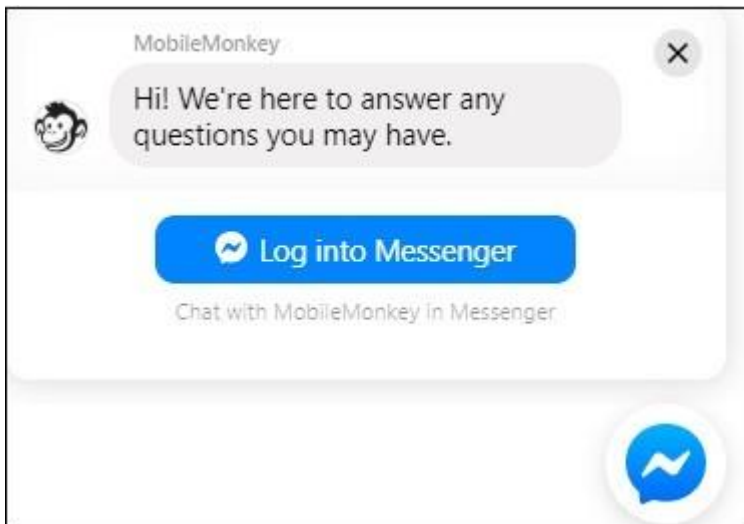 MobileMonkey
Hi! We're here to answer any
questions you may have.
Log into Messenger
Chat with MobileMonkey in Messenger